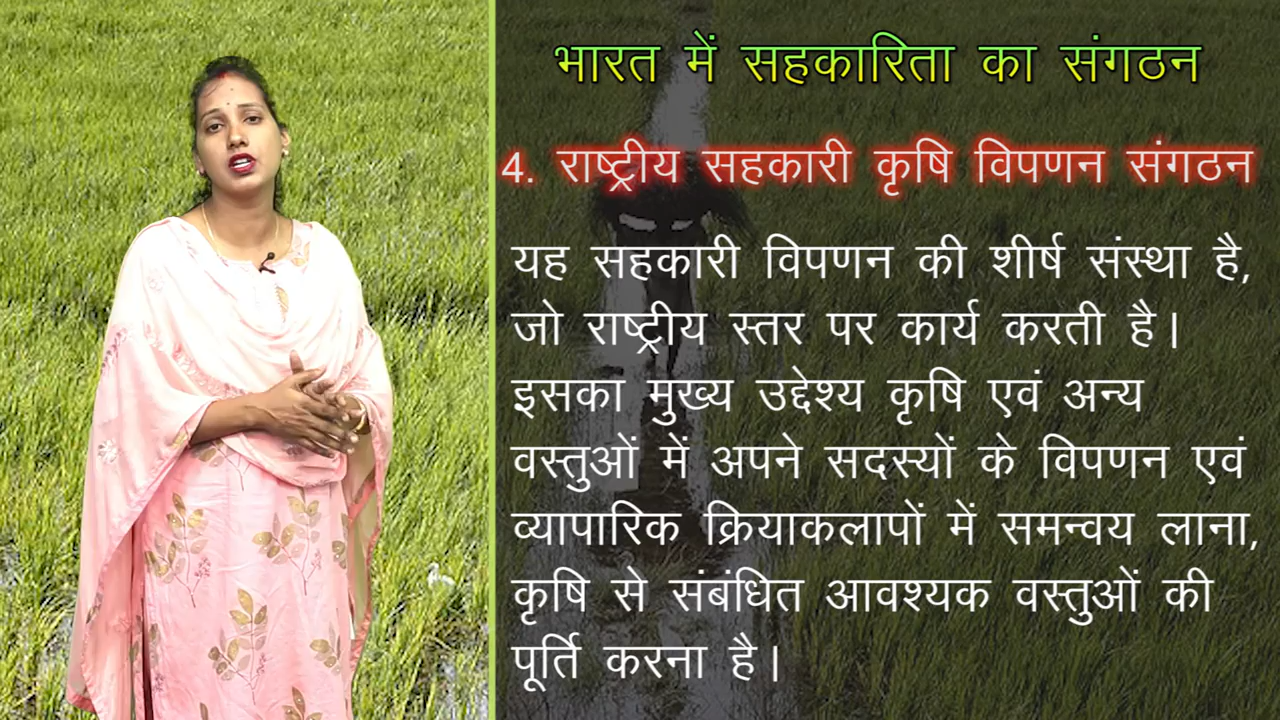 भारत में सहकारिता का संगठन
4. राष्ट्रीय सहकारी कृषि विपणन संगठन
यह सहकारी विपणन की शीर्ष संस्था है,
जो राष्ट्रीय स्तर पर कार्य करती है।
इसका मुख्य उद्देश्य कृषि एवं अन्य
वस्तुओं में अपने सदस्यों के विपणन एवं
व्यापारिक क्रियाकलापों में समन्वय लाना,
कृषि से संबंधित आवश्यक वस्तुओं की
पूर्ति करना है।